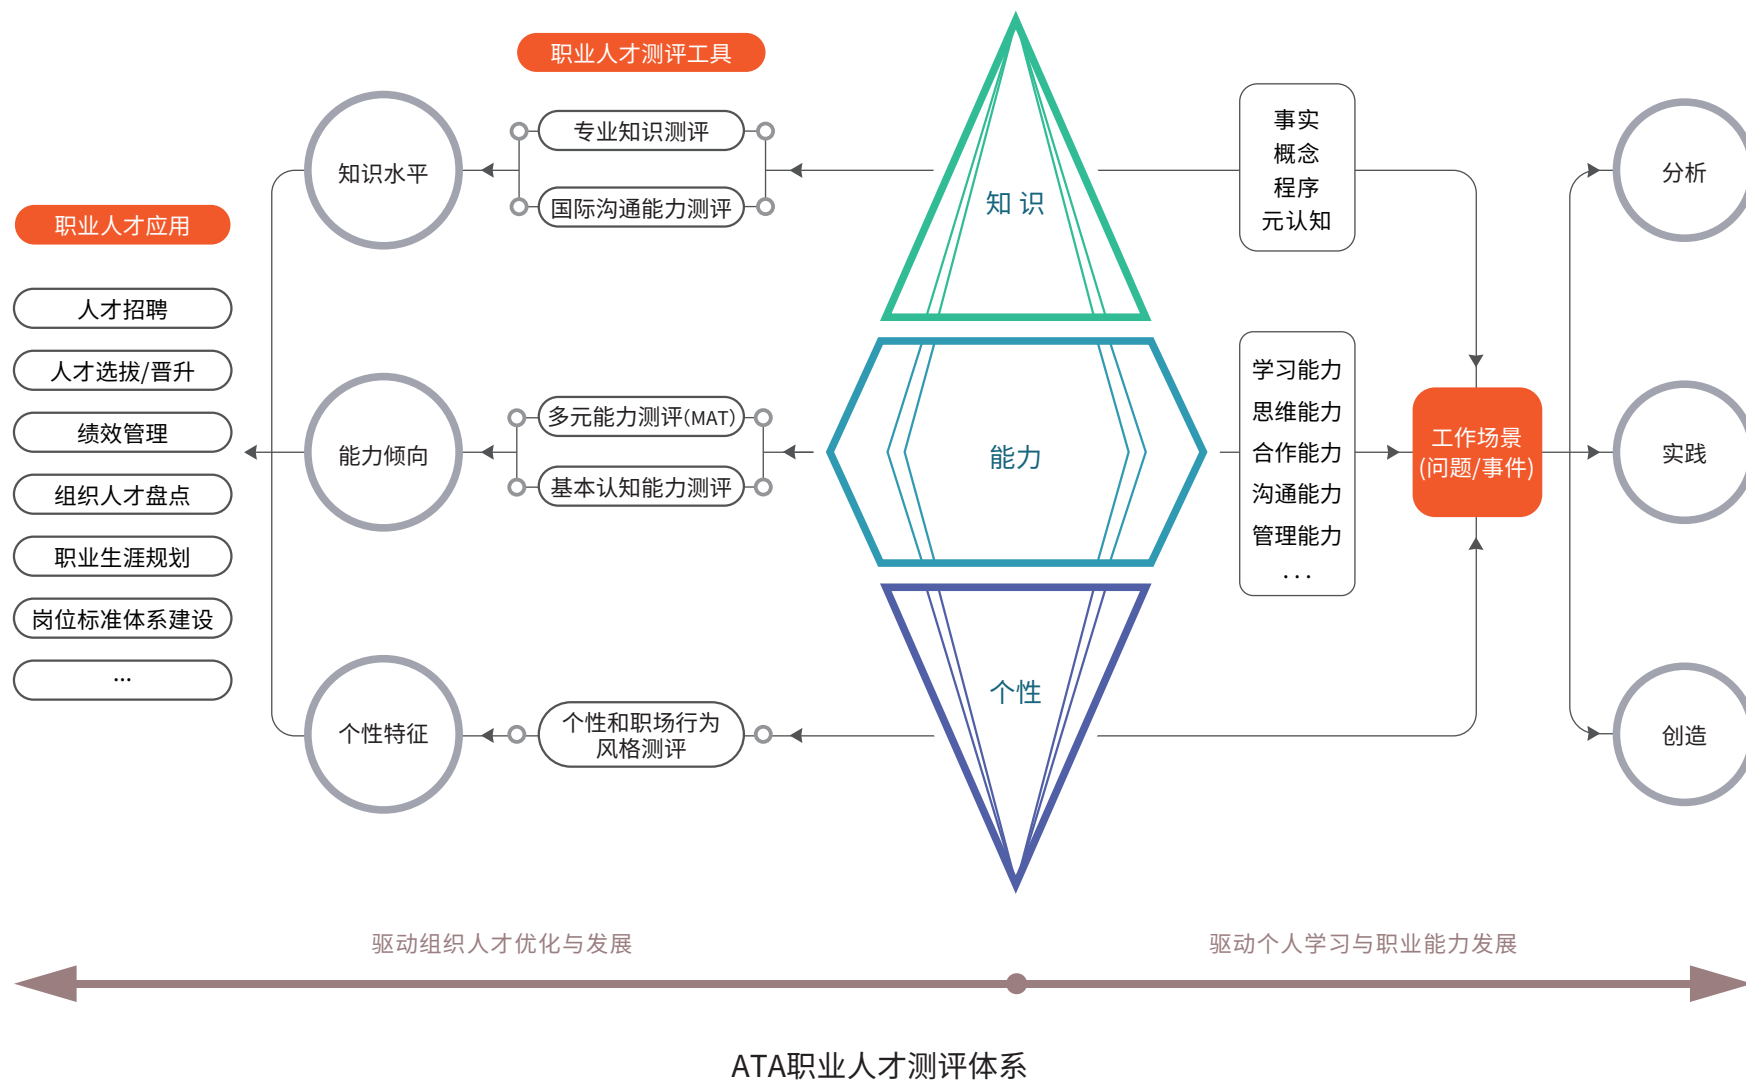 职业人才应用
人才招聘
人才选拔/晋升
绩效管理
组织人才盘点
职业生涯规划
岗位标准体系建设
...
知识水平
能力倾向
个性特征
职业人才测评工具
专业知识测评
国际沟通能力测评
多元能力测评(MAT)
基本认知能力测评
个性和职场行为
风格测评
知 识
能力
个性
事实
概念
程序
元认知
学习能力
思维能力
合作能力
沟通能力
管理能力
...
工作场景
(问题/事件)
分析
实践
创造
驱动组织人才优化与发展
驱动个人学习与职业能力发展
ATA职业人才测评体系